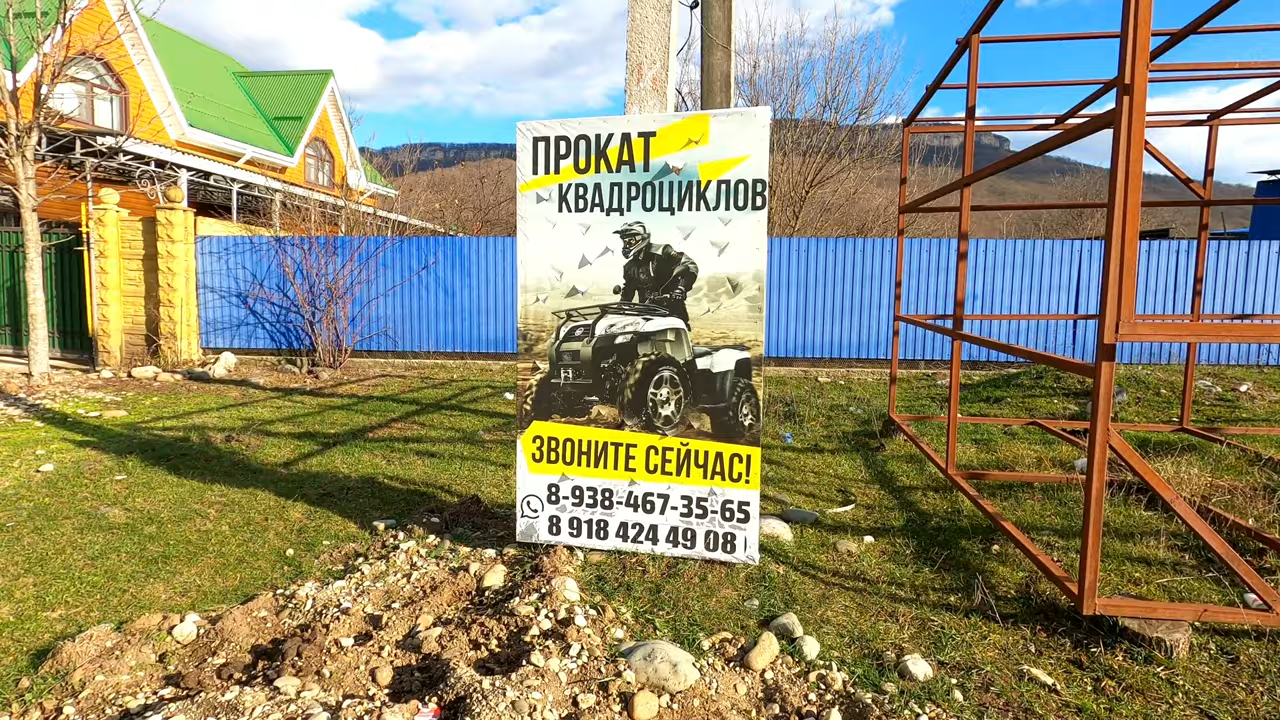 ПРОКАТ
КВАДРОЦИКЛОВ
ЗВОНИТЕ СЕЙЧАС!
8-938-467-35-65
8 918 424 49 08